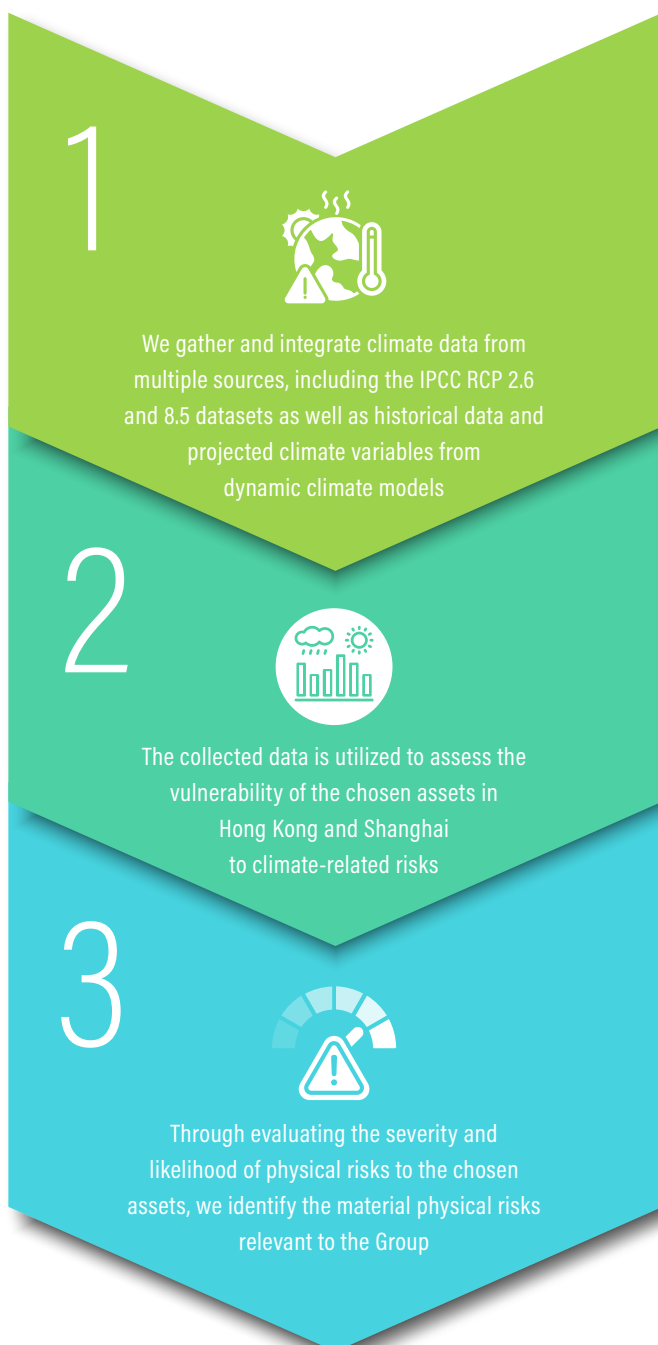 1
We gather and integrate climate data from
multiple sources, including the IPCC RCP 2.6
and 8.5 datasets as well as historical data and
projected climate variables from
dynamic climate models
2
The collected data is utilized to assess the
vulnerability of the chosen assets in
Hong Kong and Shanghai
to climate-related risks
3
Through evaluating the severity and
likelihood of physical risks to the chosen
assets, we identify the material physical risks
relevant to the Group